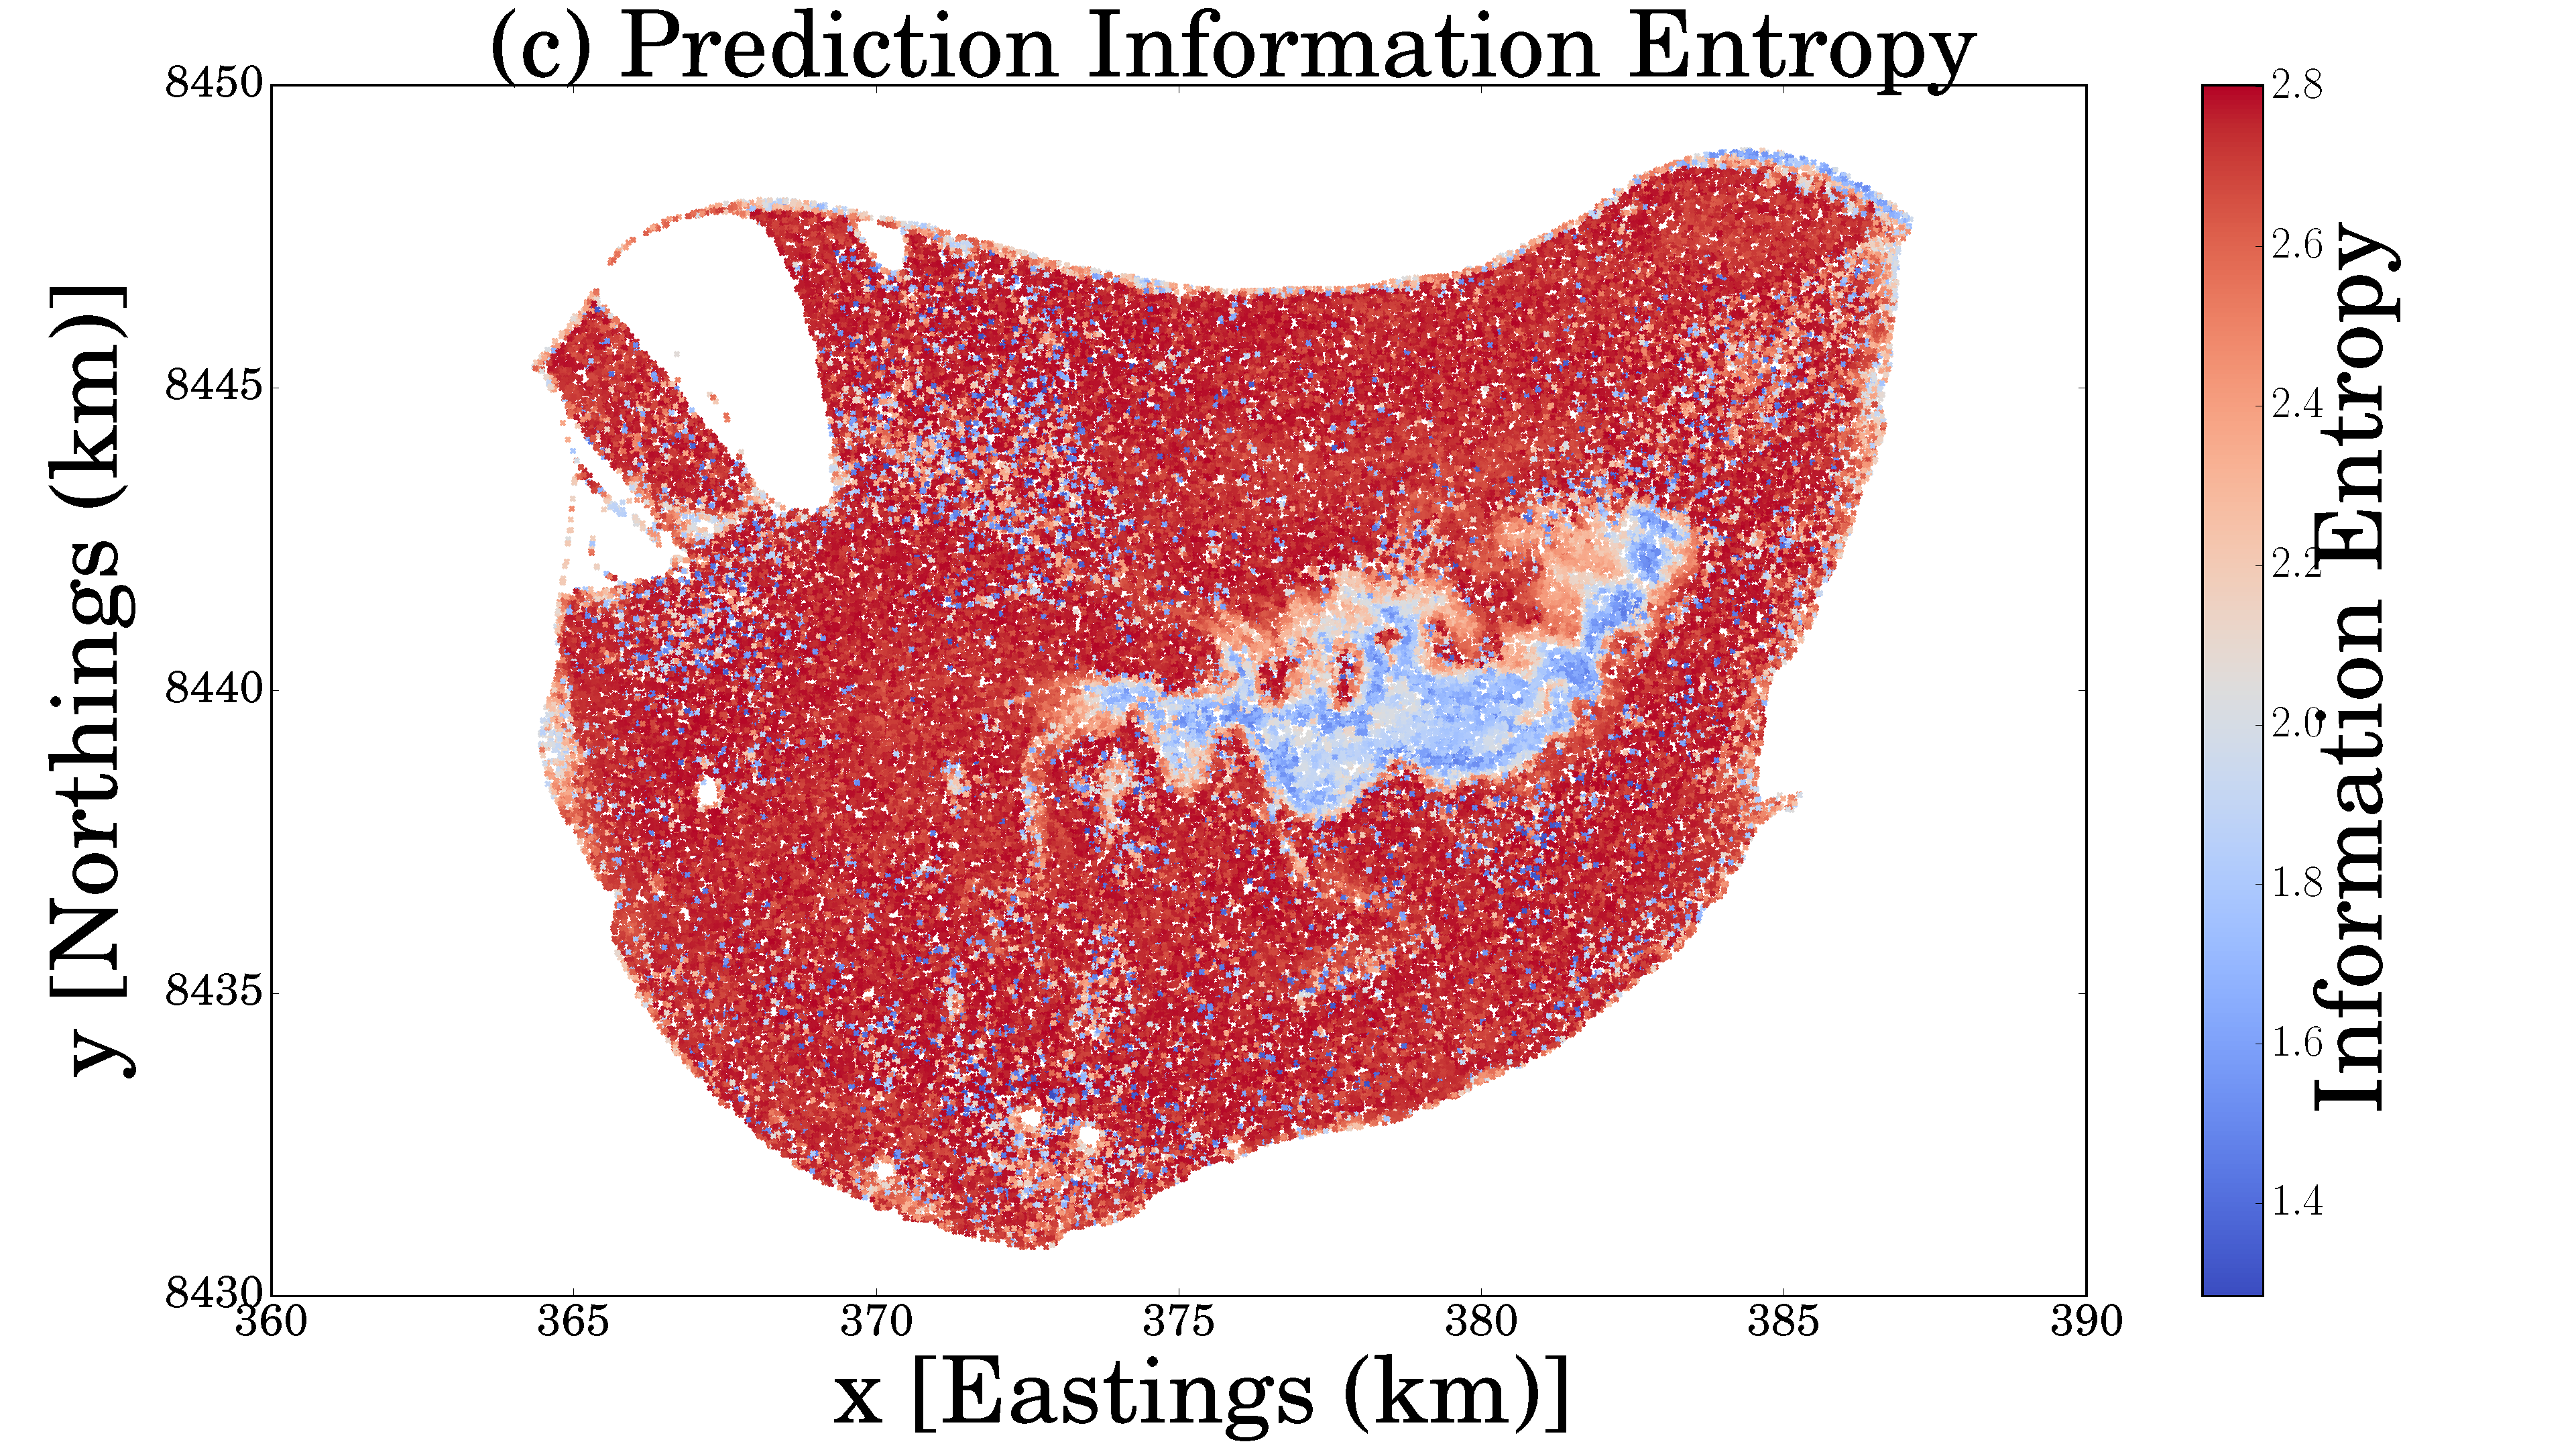 (c) Prediction Information Entropy
y [Northings (km)]
8450
8445
8440
8435
8430
360 365 370 375 380 385 390
x [Eastings (km)]
2.8
2.6
2.4
2.2
2.0
1.8
1.6
1.4
Information Entropy